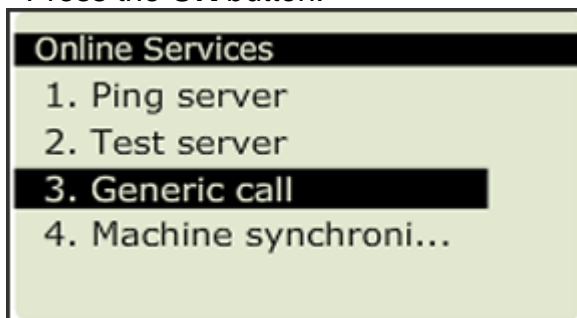 Online Services
1. Ping server
2. Test server
3. Generic call
4. Machine synchroni...